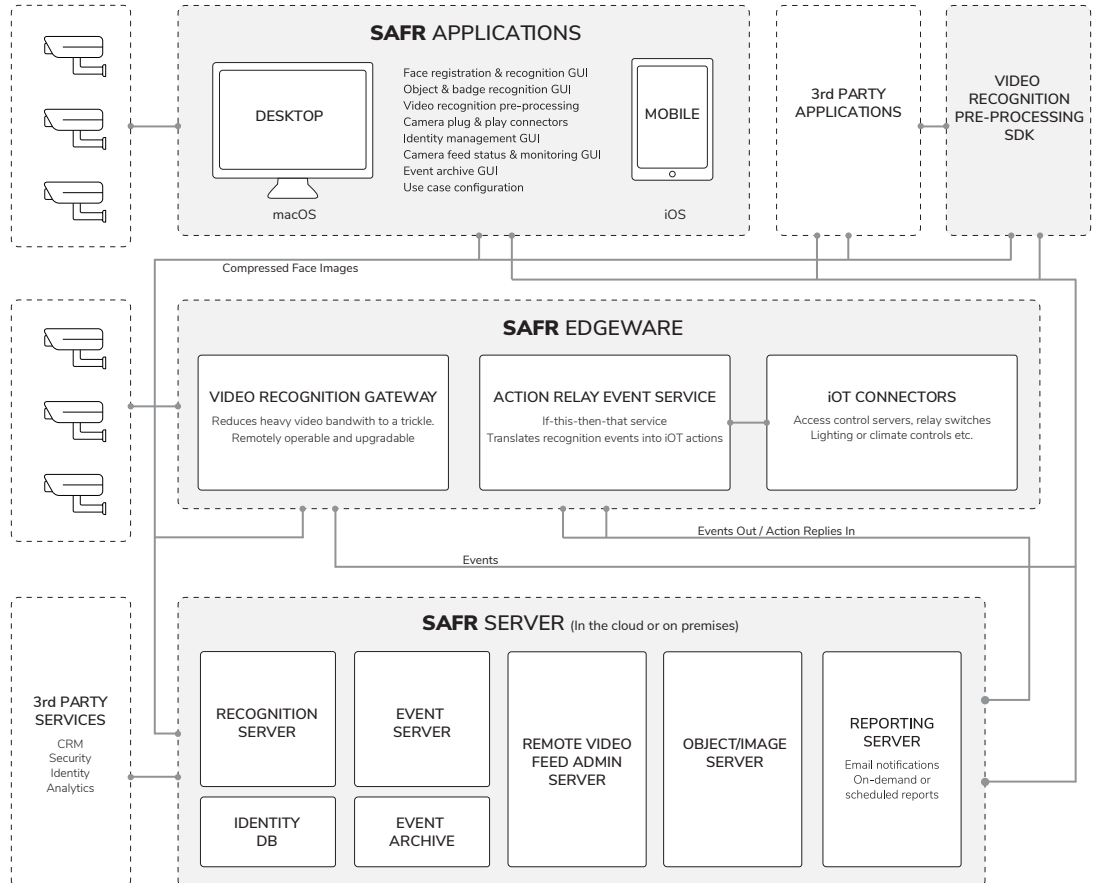 SAFR APPLICATIONS
DESKTOP
macOS
Face registration & recognition GUI
Object & badge recognition GUI
Video recognition pre-processing
Camera plug & play connectors
Identity management GUI
Camera feed status & monitoring GUI
Event archive GUI
Use case configuration
MOBILE
iOS
3rd PARTY
APPLICATIONS
VIDEO
RECOGNITION
PRE-PROCESSING
SDK
Compressed Face Images
SAFR EDGEWARE
VIDEO RECOGNITION GATEWAY
Reduces heavy video bandwith to a trickle.
Remotely operable and upgradable
ACTION RELAY EVENT SERVICE
If-this-then-that service
Translates recognition events into iOT actions
iOT CONNECTORS
Access control servers, relay switches
Lighting or climate controls etc.
Events Out / Action Replies In
Events
3rd PARTY
SERVICES
CRM
Security
Identity
Analytics
SAFR SERVER (In the cloud or on premises)
RECOGNITION
SERVER
EVENT
SERVER
IDENTITY
DB
EVENT
ARCHIVE
REMOTE VIDEO
FEED ADMIN
SERVER
OBJECT/IMAGE
SERVER
REPORTING
SERVER
Email notifications
On-demand or
scheduled reports